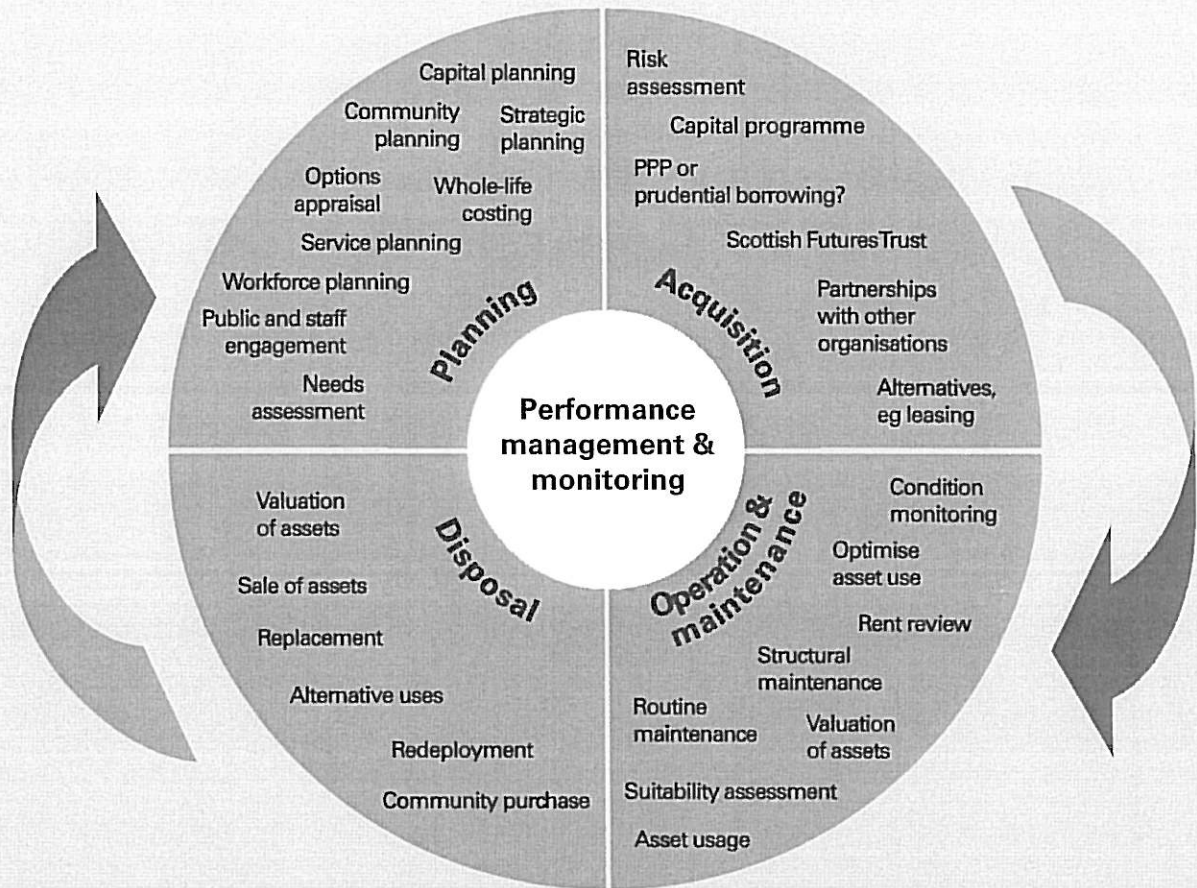 Capital planning
Community
planning
Strategic
planning
Options
appraisal
Whole-life
costing
Service planning
Workforce planning
Public and staff
engagement
Needs
assessment
Planning
Risk
assessment
Capital programme
PPP or
prudential borrowing?
Scottish Futures Trust
Partnerships
with other
organisations
Alternatives,
eg leasing
Acquisition
Performance
management &
monitoring
Valuation
of assets
Sale of assets
Replacement
Alternative uses
Redeployment
Community purchase
Disposal
Operation &
maintenance
Condition
monitoring
Optimise
asset use
Rent review
Structural
maintenance
Routine
maintenance
Valuation
of assets
Suitability assessment
Asset usage